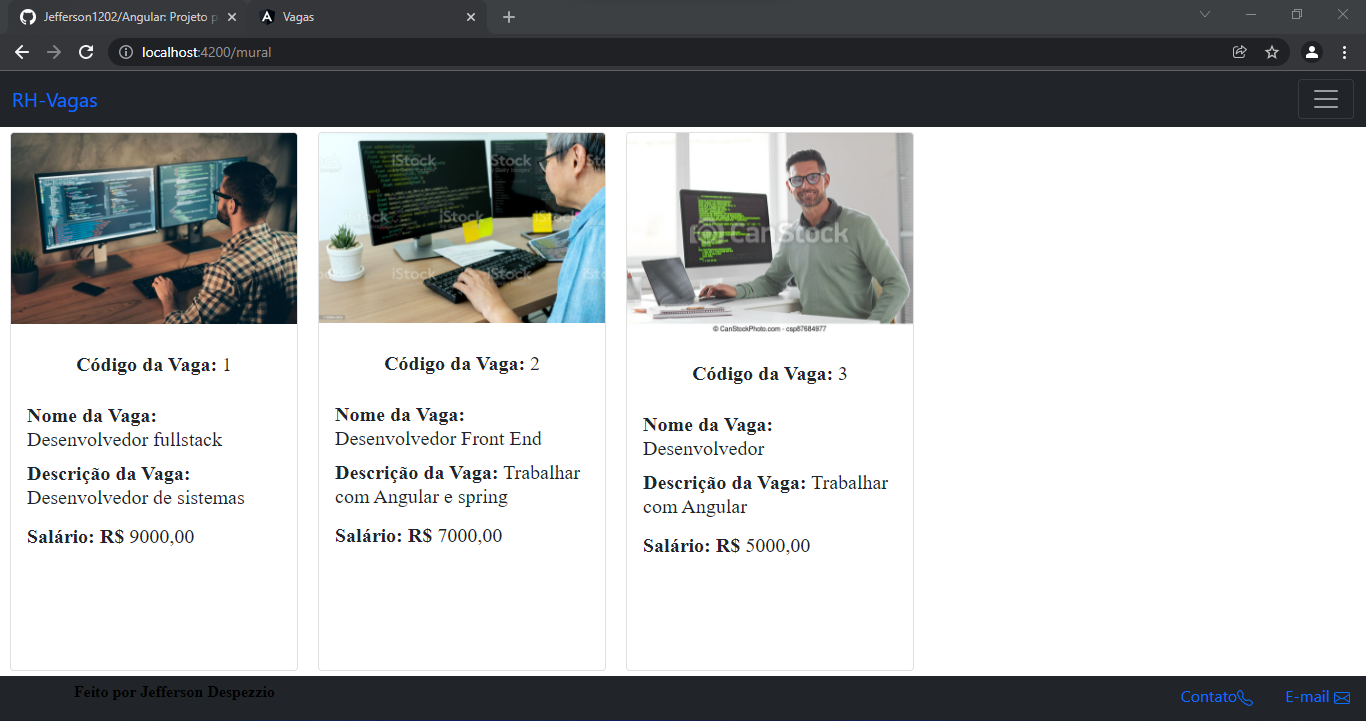 Jefferson1202/Angular: Projeto p
Vagas
localhost:4200/mural
RH-Vagas
iStock
iStock
iStock
iStock
iStock
CanStock
© CanStockPhoto.com - csp87684977
Código da Vaga: 1
Nome da Vaga:
Desenvolvedor fullstack
Descrição da Vaga:
Desenvolvedor de sistemas
Salário: R$ 9000,00
Código da Vaga: 2
Nome da Vaga:
Desenvolvedor Front End
Descrição da Vaga: Trabalhar
com Angular e spring
Salário: R$ 7000,00
Código da Vaga: 3
Nome da Vaga:
Desenvolvedor
Descrição da Vaga: Trabalhar
com Angular
Salário: R$ 5000,00
Feito por Jefferson Despezzio
Contato
E-mail